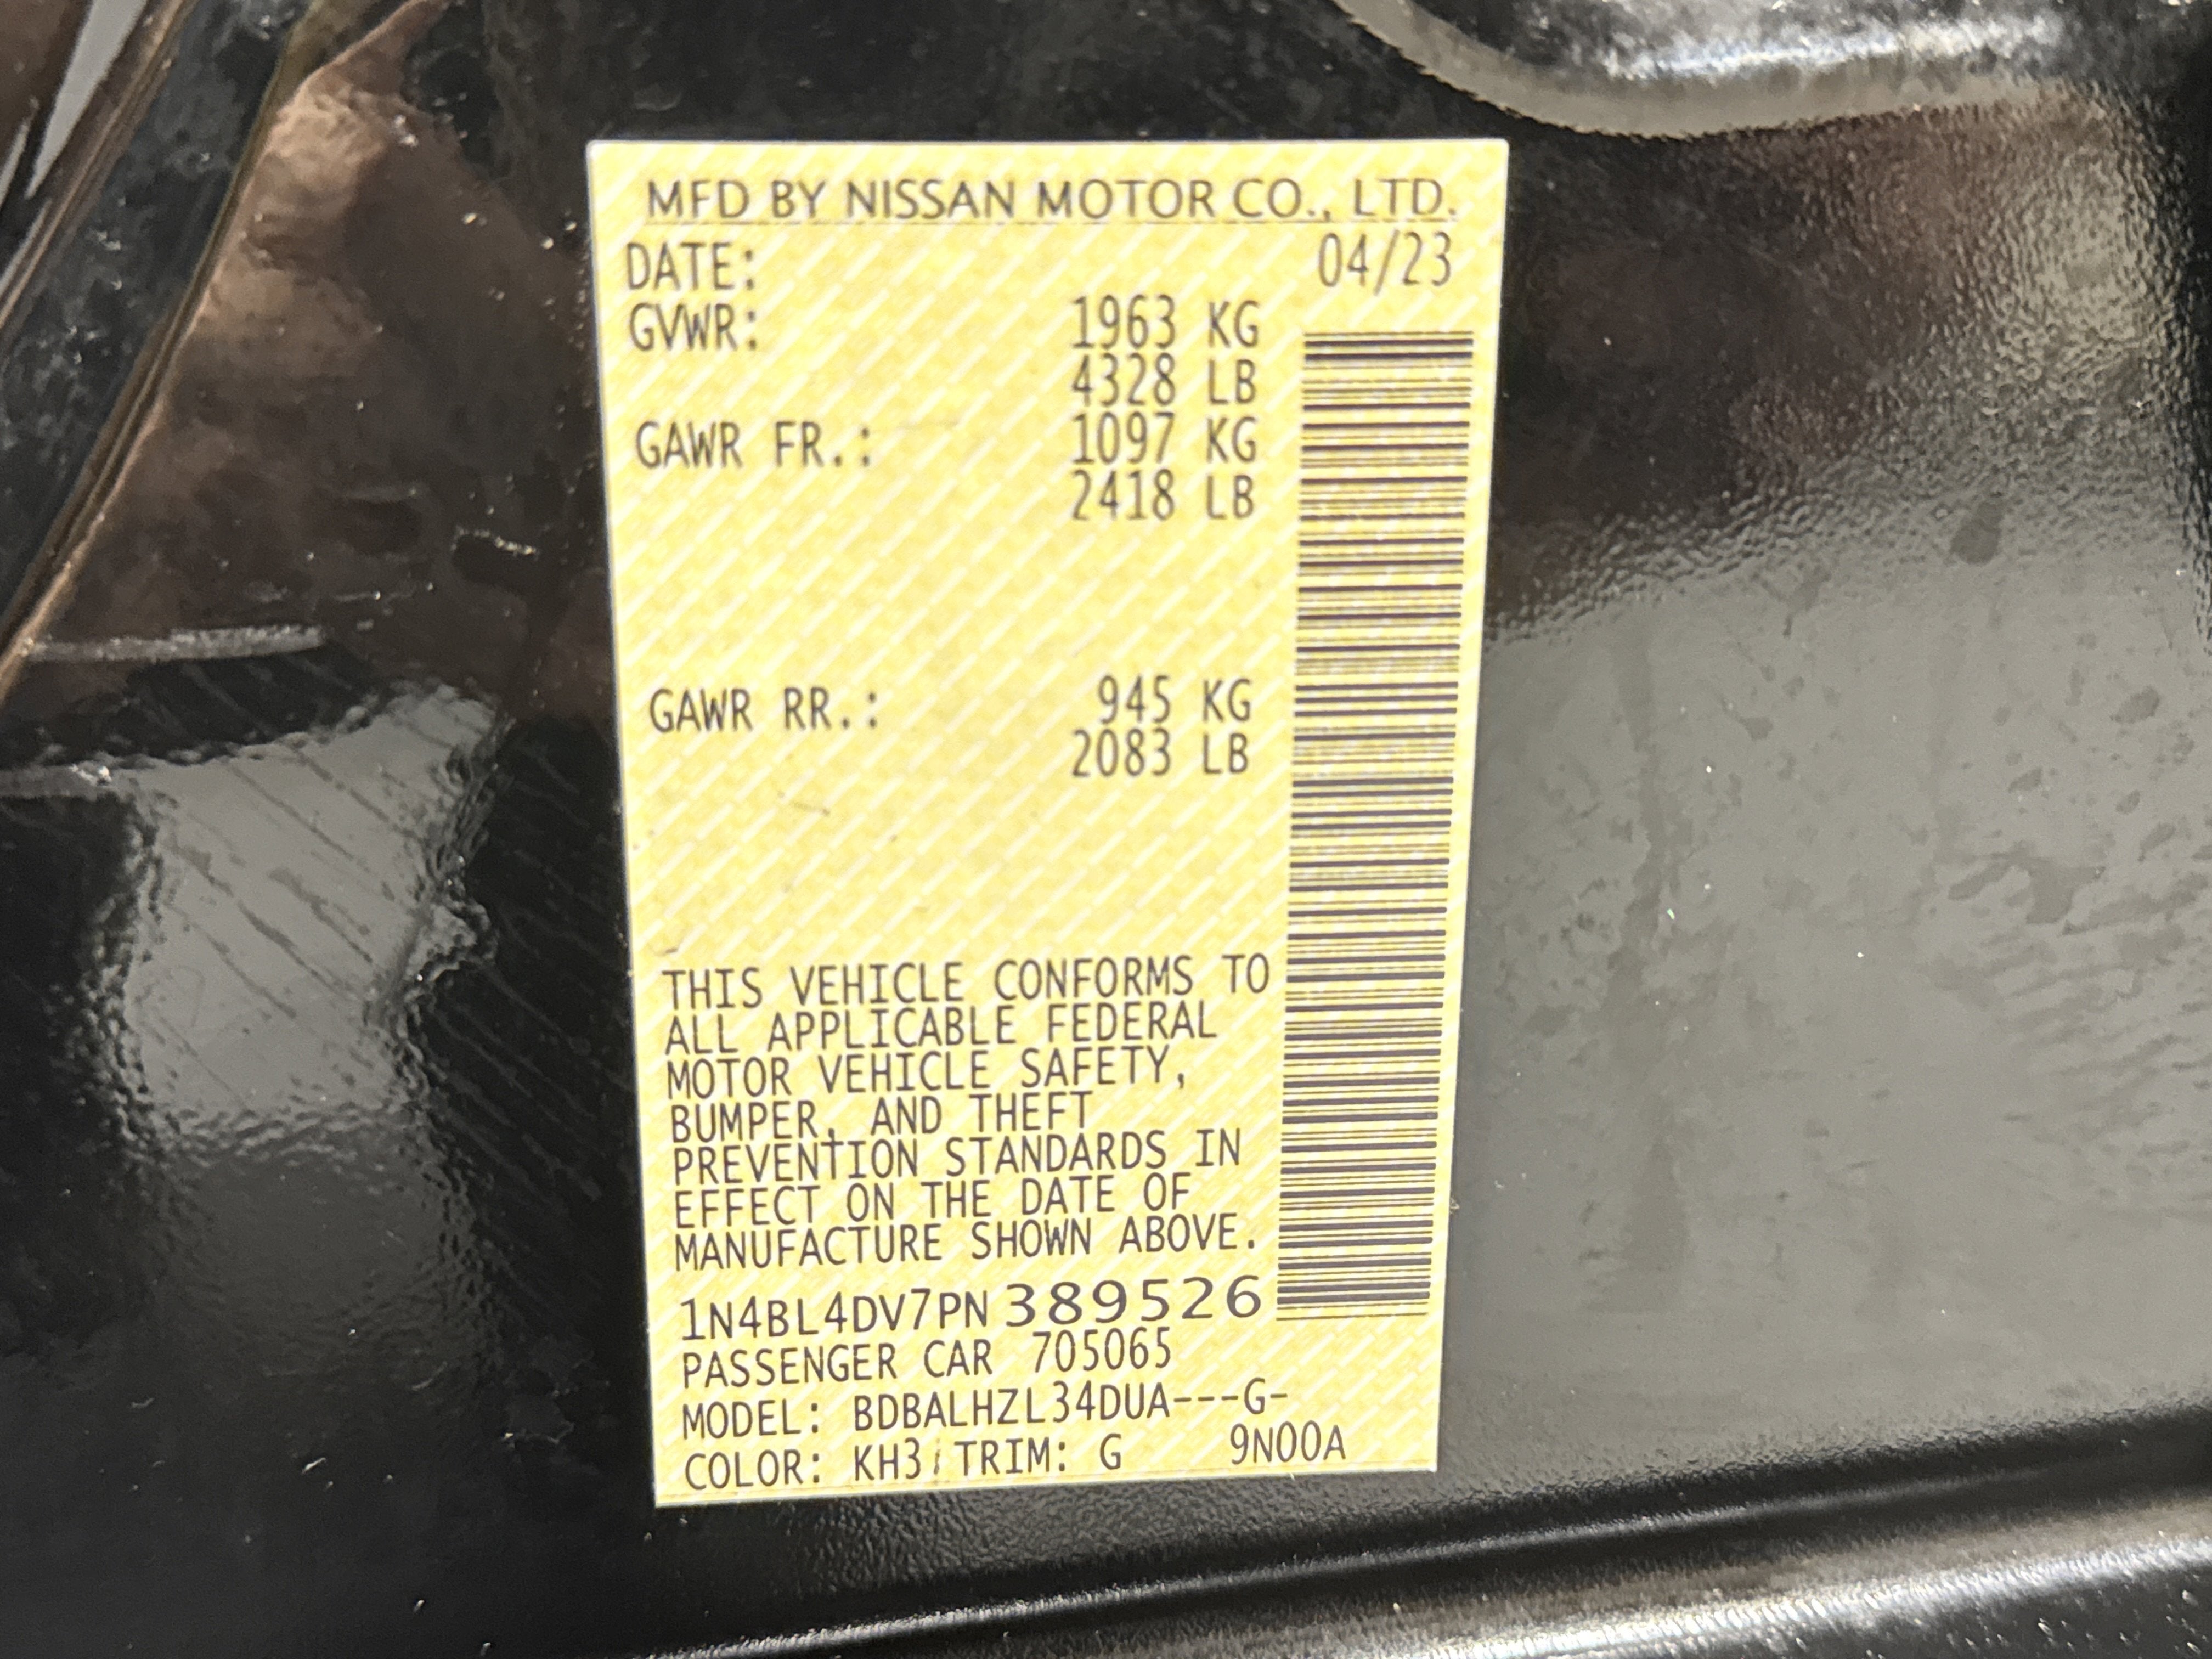 MFD BY NISSAN MOTOR CO., LTD.
DATE: 04/23
GVWR: 1963 KG
4328 LB
GAWR FR.: 1097 KG
2418 LB
GAWR RR.: 945 KG
2083 LB
THIS VEHICLE CONFORMS TO
ALL APPLICABLE FEDERAL
MOTOR VEHICLE SAFETY,
BUMPER, AND THEFT
PREVENTION STANDARDS IN
EFFECT ON THE DATE OF
MANUFACTURE SHOWN ABOVE.
1N4BL4DV7PN389526
PASSENGER CAR 705065
MODEL: BDBALHZL34DUA---G-
COLOR: KH3 TRIM: G 9N00A